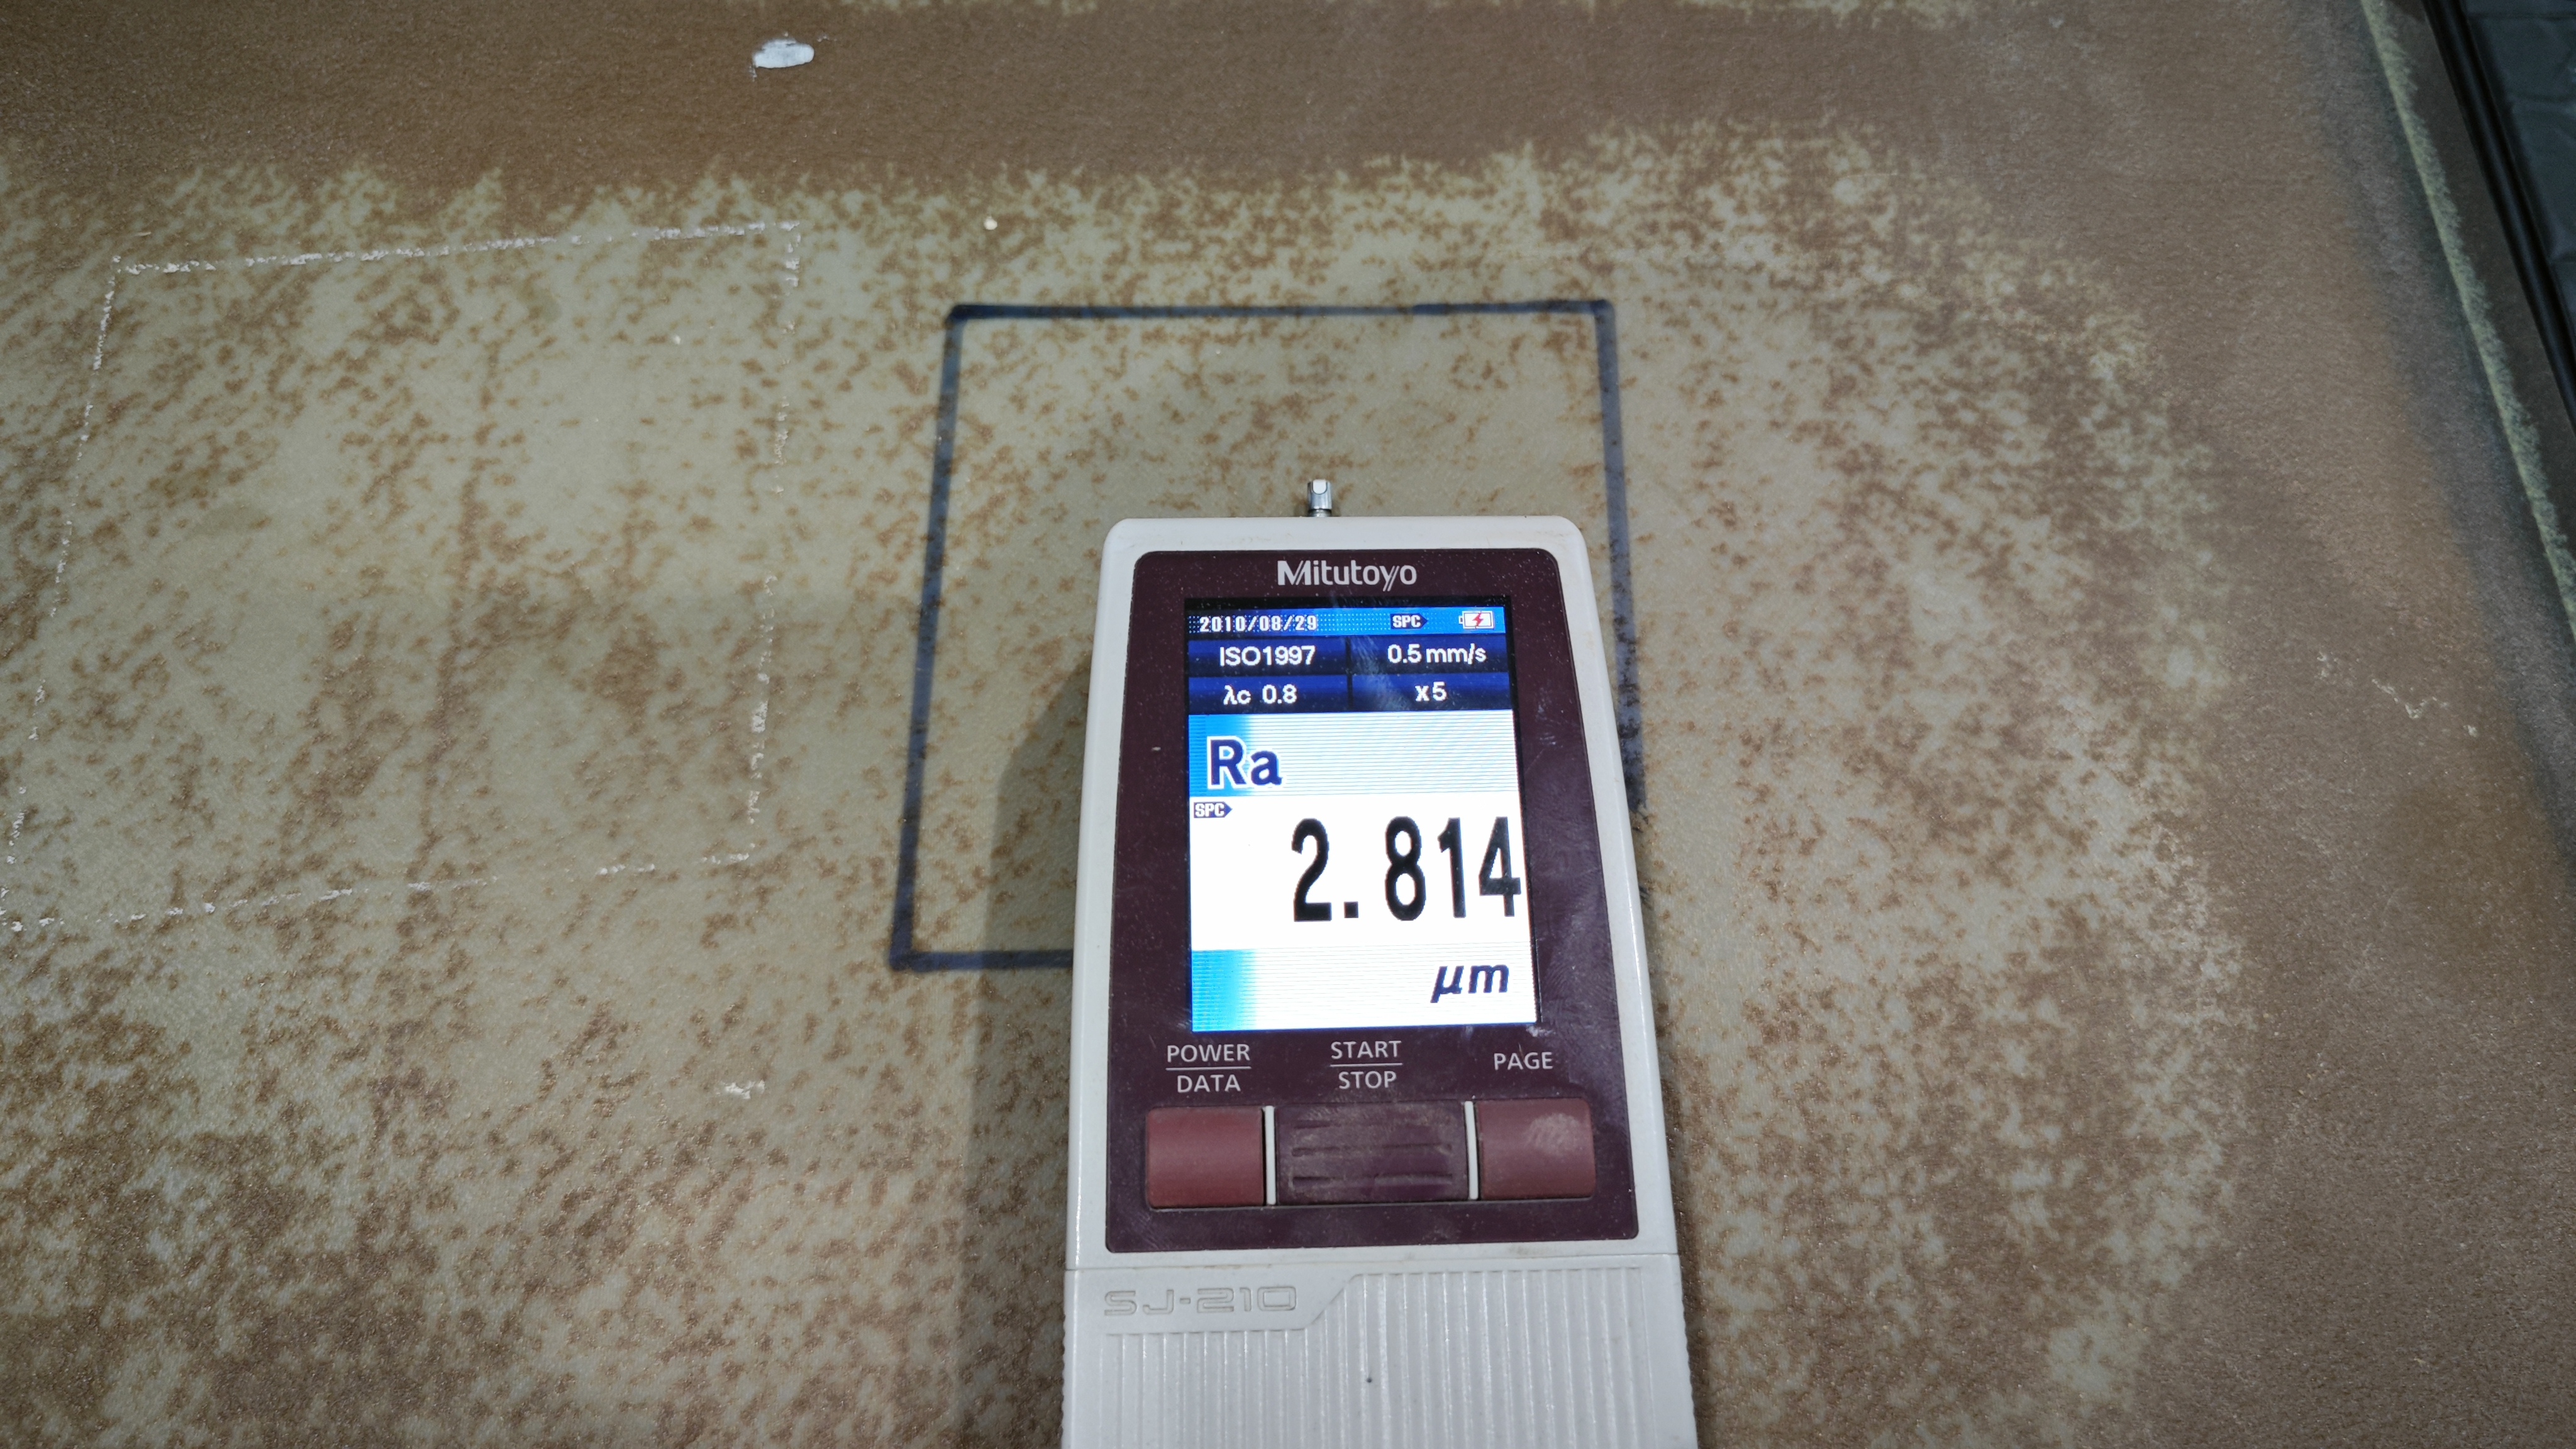 Mitutoyo
2010/08/29 SPC
ISO1997 0.5 mm/s
λc 0.8 x5
Ra
SPC
2.814
µm
POWER START PAGE
DATA STOP
SJ-210